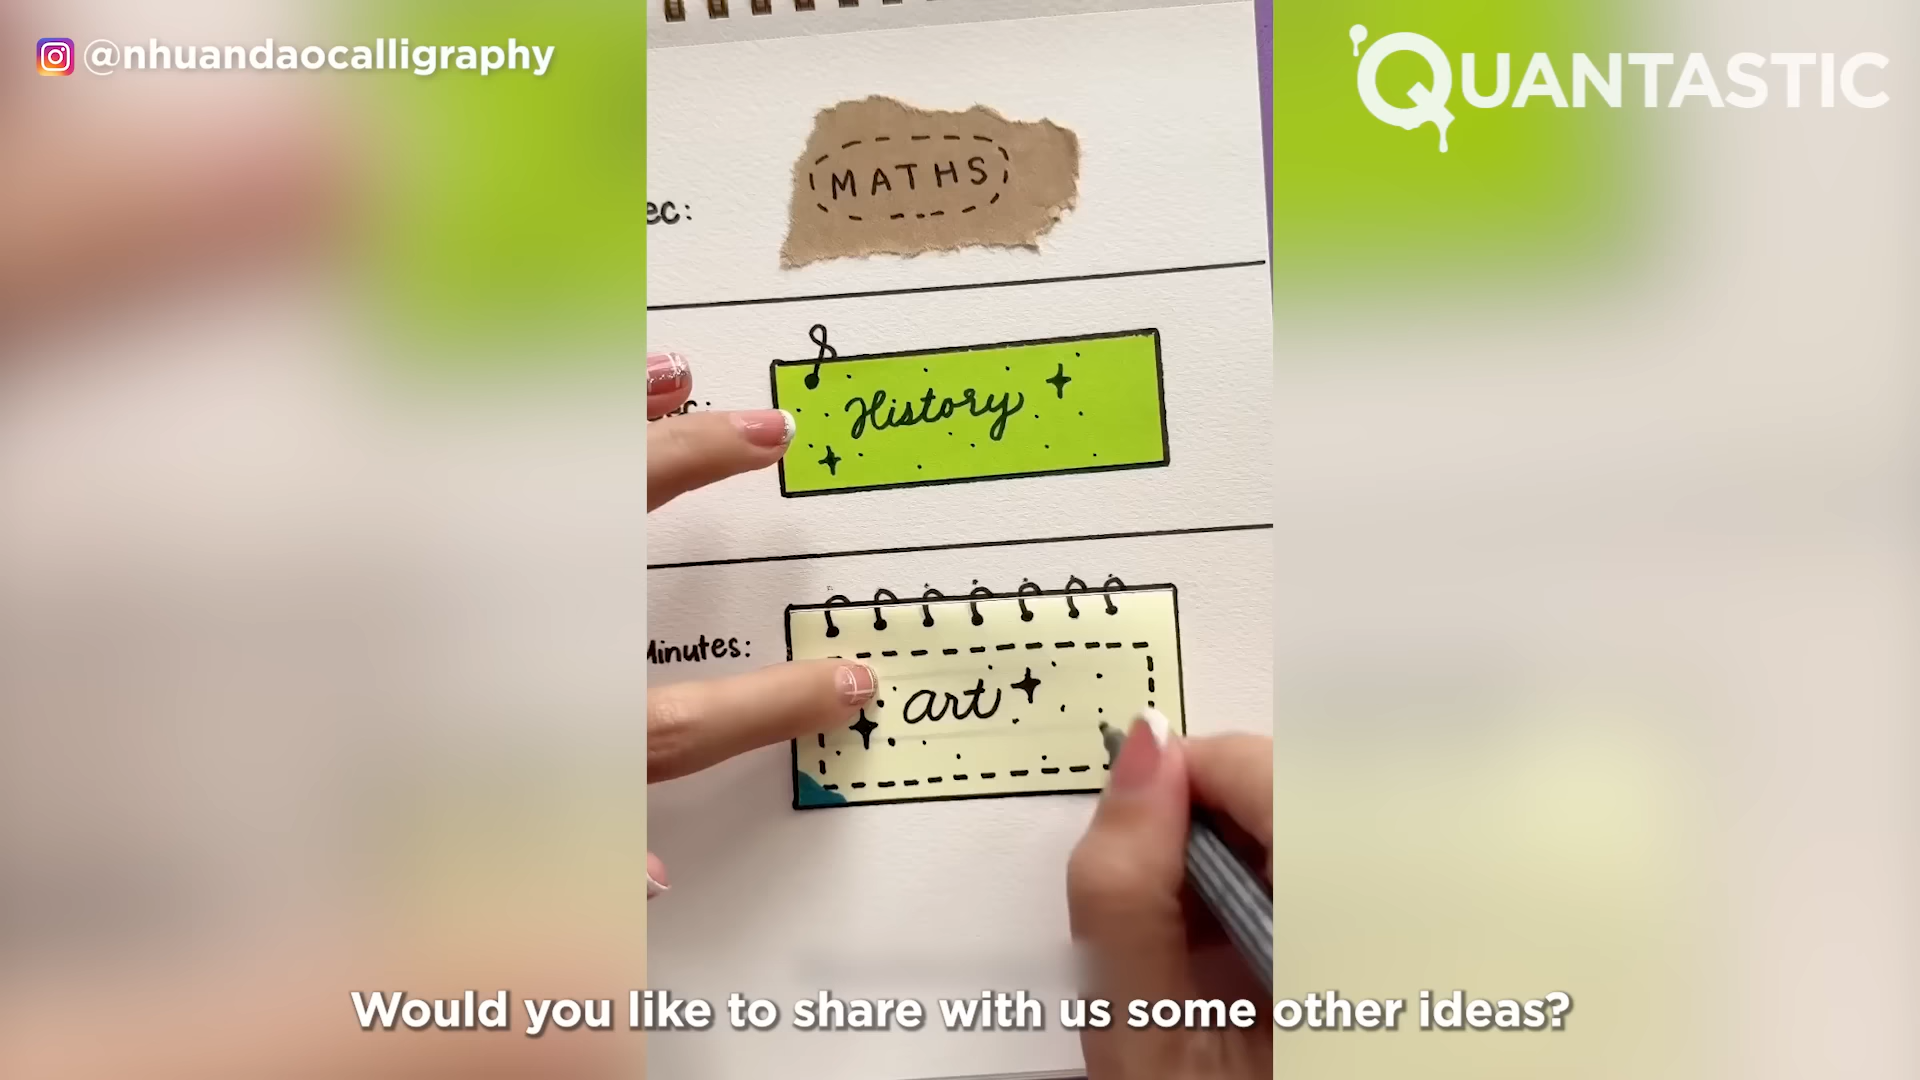 @nhuandaocalligraphy
QUANTASTIC
MATHS
ec:
History
Minutes:
art
Would you like to share with us some other ideas?